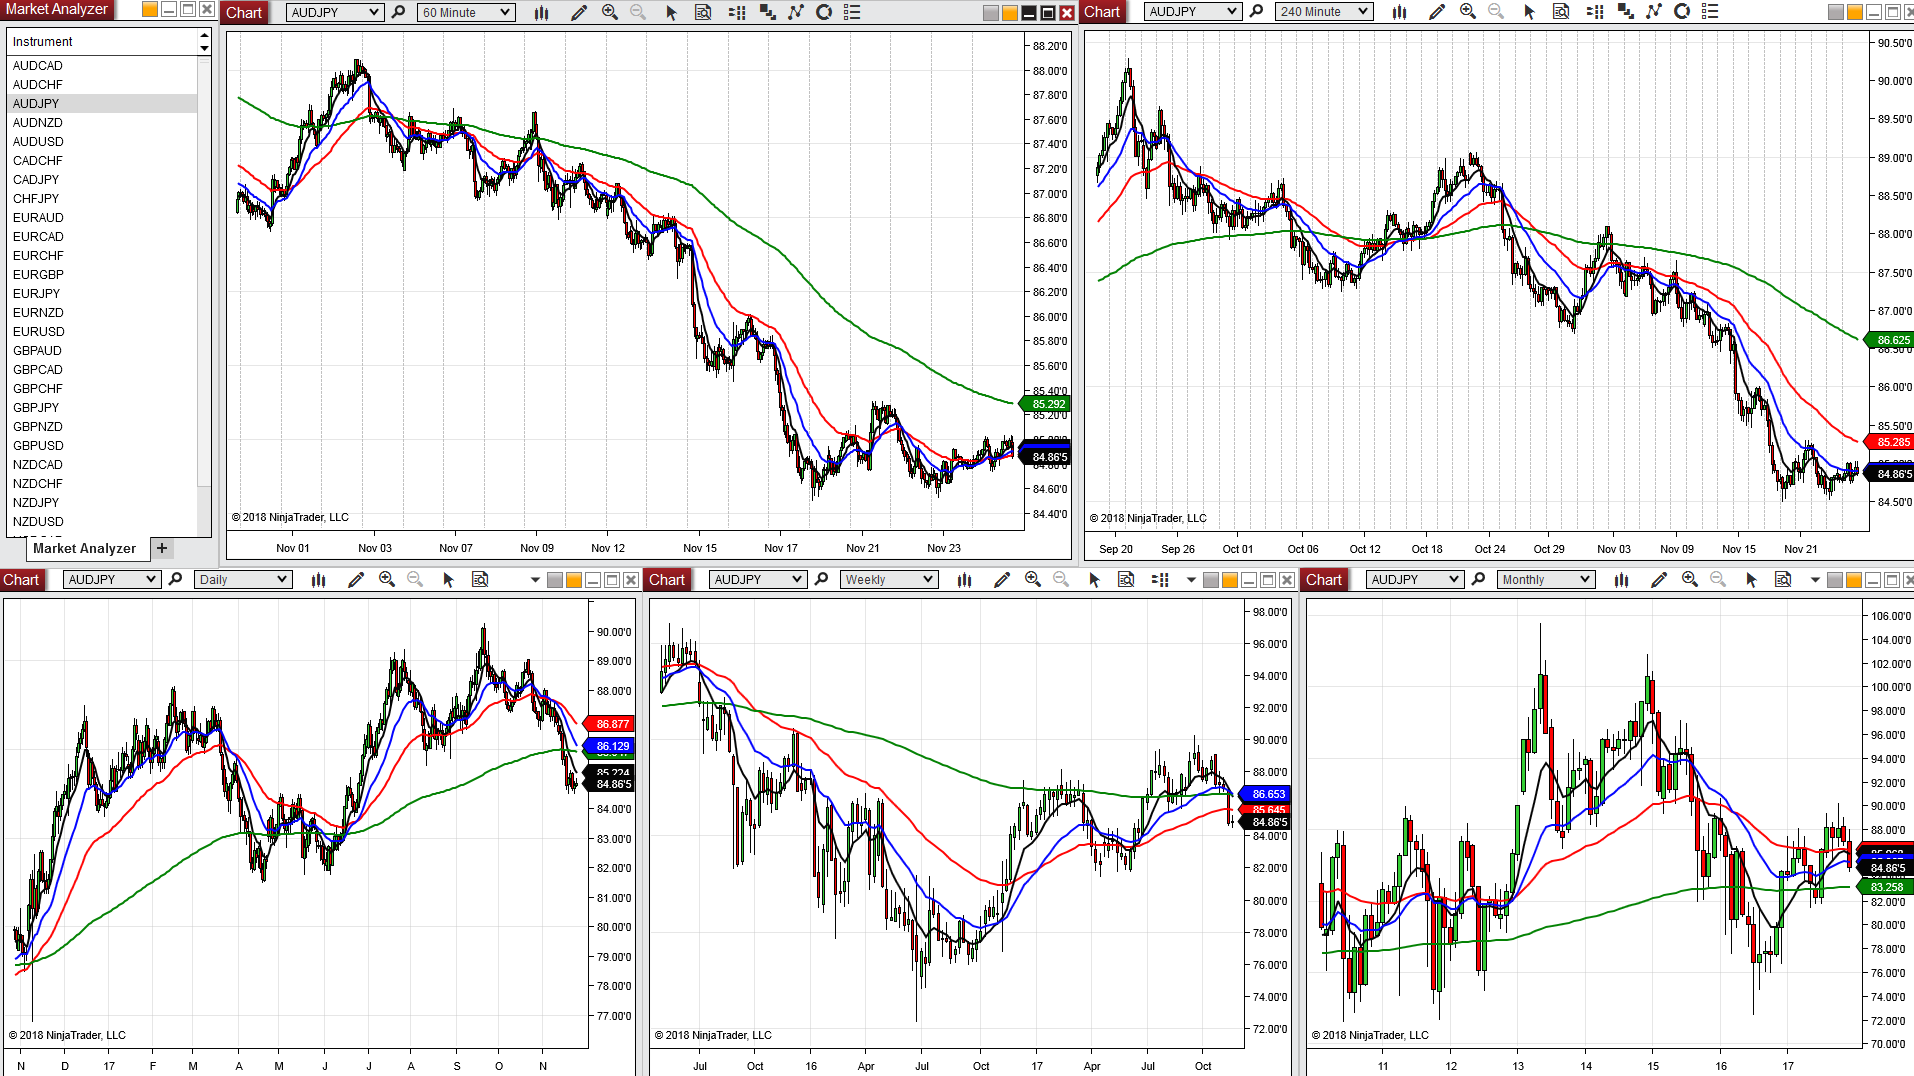 Market Analyzer
Instrument
AUDCAD
AUDCHF
AUDJPY
AUDNZD
AUDUSD
CADCHF
CADJPY
CHFJPY
EURAUD
EURCAD
EURCHF
EURGBP
EURJPY
EURNZD
EURUSD
GBPAUD
GBPCAD
GBPCHF
GBPJPY
GBPNZD
GBPUSD
NZDCAD
NZDCHF
NZDJPY
NZDUSD
Market Analyzer +
Chart AUDJPY 60 Minute
88.20'0
88.00'0
87.80'0
87.60'0
87.40'0
87.20'0
87.00'0
86.80'0
86.60'0
86.40'0
86.20'0
86.00'0
85.80'0
85.60'0
85.40'0
85.292
85.20'0
84.86'5
84.60'0
84.40'0
© 2018 NinjaTrader, LLC
Nov 01 Nov 03 Nov 07 Nov 09 Nov 12 Nov 15 Nov 17 Nov 21 Nov 23
Chart AUDJPY 240 Minute
90.50'0
90.00'0
89.50'0
89.00'0
88.50'0
88.00'0
87.50'0
87.00'0
86.625
86.50'0
86.00'0
85.50'0
85.285
84.86'5
84.50'0
© 2018 NinjaTrader, LLC
Sep 20 Sep 26 Oct 01 Oct 06 Oct 12 Oct 18 Oct 24 Oct 29 Nov 03 Nov 09 Nov 15 Nov 21
Chart AUDJPY Daily
90.00'0
89.00'0
88.00'0
86.877
86.129
85.224
84.86'5
84.00'0
83.00'0
82.00'0
81.00'0
80.00'0
79.00'0
78.00'0
77.00'0
© 2018 NinjaTrader, LLC
N D 17 F M A M J J A S O N
Chart AUDJPY Weekly
98.00'0
96.00'0
94.00'0
92.00'0
90.00'0
88.00'0
86.653
85.645
84.86'5
84.00'0
82.00'0
80.00'0
78.00'0
76.00'0
74.00'0
72.00'0
© 2018 NinjaTrader, LLC
Jul Oct 16 Apr Jul Oct 17 Apr Jul Oct
Chart AUDJPY Monthly
106.00'0
104.00'0
102.00'0
100.00'0
98.00'0
96.00'0
94.00'0
92.00'0
90.00'0
88.00'0
84.86'5
83.258
82.00'0
80.00'0
78.00'0
76.00'0
74.00'0
72.00'0
70.00'0
© 2018 NinjaTrader, LLC
11 12 13 14 15 16 17